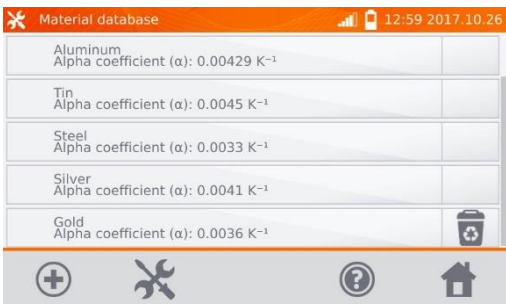 Material database
12:59 2017.10.26
Aluminum
Alpha coefficient (α): 0.00429 K⁻¹
Tin
Alpha coefficient (α): 0.0045 K⁻¹
Steel
Alpha coefficient (α): 0.0033 K⁻¹
Silver
Alpha coefficient (α): 0.0041 K⁻¹
Gold
Alpha coefficient (α): 0.0036 K⁻¹